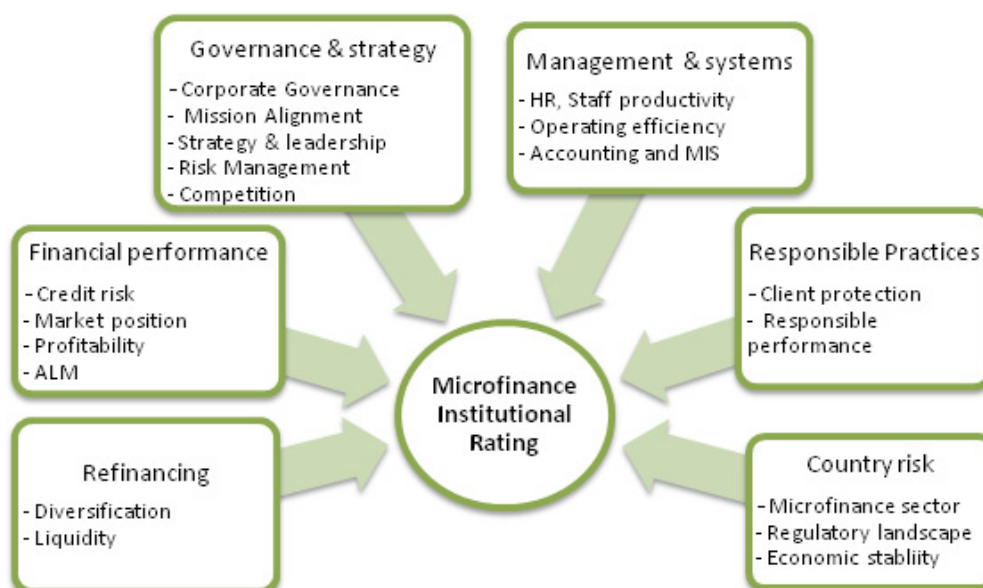 Governance & strategy
- Corporate Governance
- Mission Alignment
- Strategy & leadership
- Risk Management
- Competition
Management & systems
- HR, Staff productivity
- Operating efficiency
- Accounting and MIS
Financial performance
- Credit risk
- Market position
- Profitability
- ALM
Responsible Practices
- Client protection
- Responsible
performance
Microfinance
Institutional
Rating
Refinancing
- Diversification
- Liquidity
Country risk
- Microfinance sector
- Regulatory landscape
- Economic stabliity